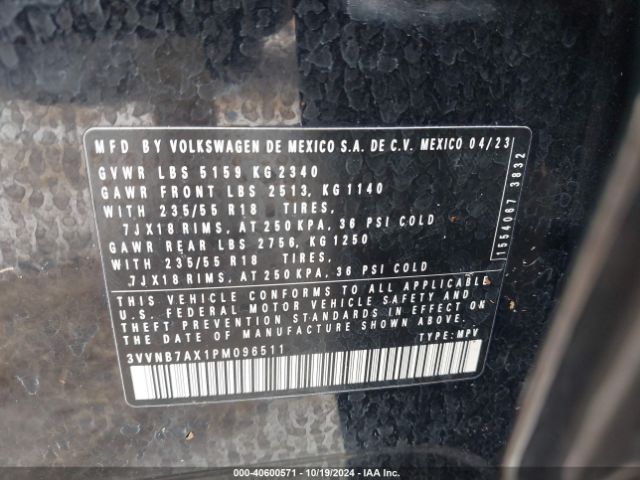 MFD BY VOLKSWAGEN DE MEXICO S.A. DE C.V. MEXICO 04/23
GVWR LBS 5159 KG 2340
GAWR FRONT LBS 2513, KG 1140
WITH 235/55 R18 TIRES,
7JX18 RIMS, AT 250 KPA, 36 PSI COLD
GAWR REAR LBS 2756, KG 1250
WITH 235/55 R18 TIRES,
7JX18 RIMS, AT 250 KPA, 36 PSI COLD
THIS VEHICLE CONFORMS TO ALL APPLICABLE
U.S. FEDERAL MOTOR VEHICLE SAFETY AND
THEFT PREVENTION STANDARDS IN EFFECT ON
THE DATE OF MANUFACTURE SHOWN ABOVE.
3VVNB7AX1PM096511 TYPE: MPV
1554087 3832
000-40600571 - 10/19/2024 - IAA Inc.